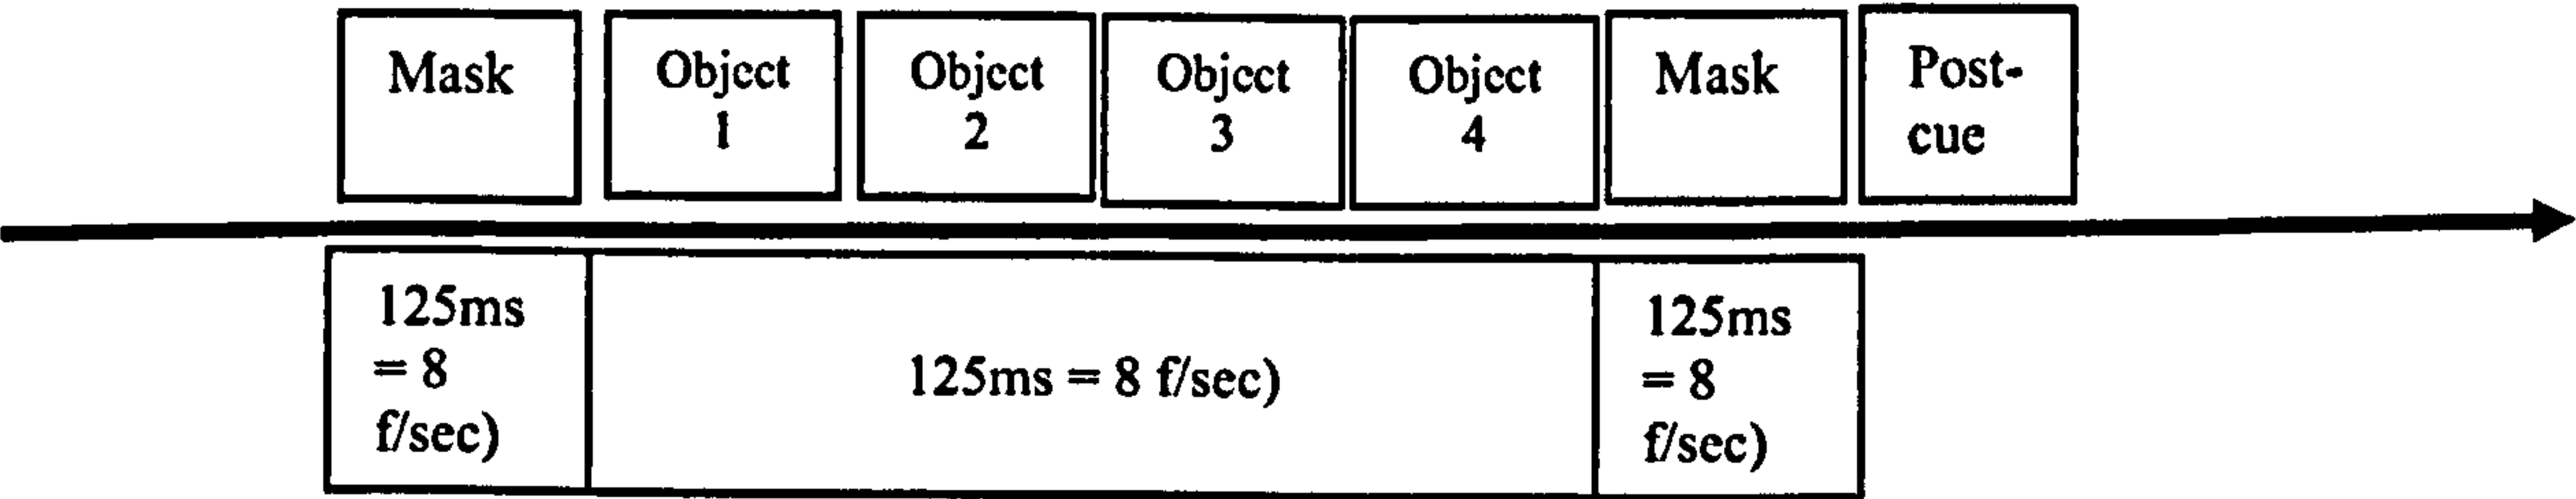 Mask
Object
1
Object
2
Object
3
Object
4
Mask
Post-
cue
125ms
= 8
f/sec)
125ms = 8 f/sec)
125ms
= 8
f/sec)